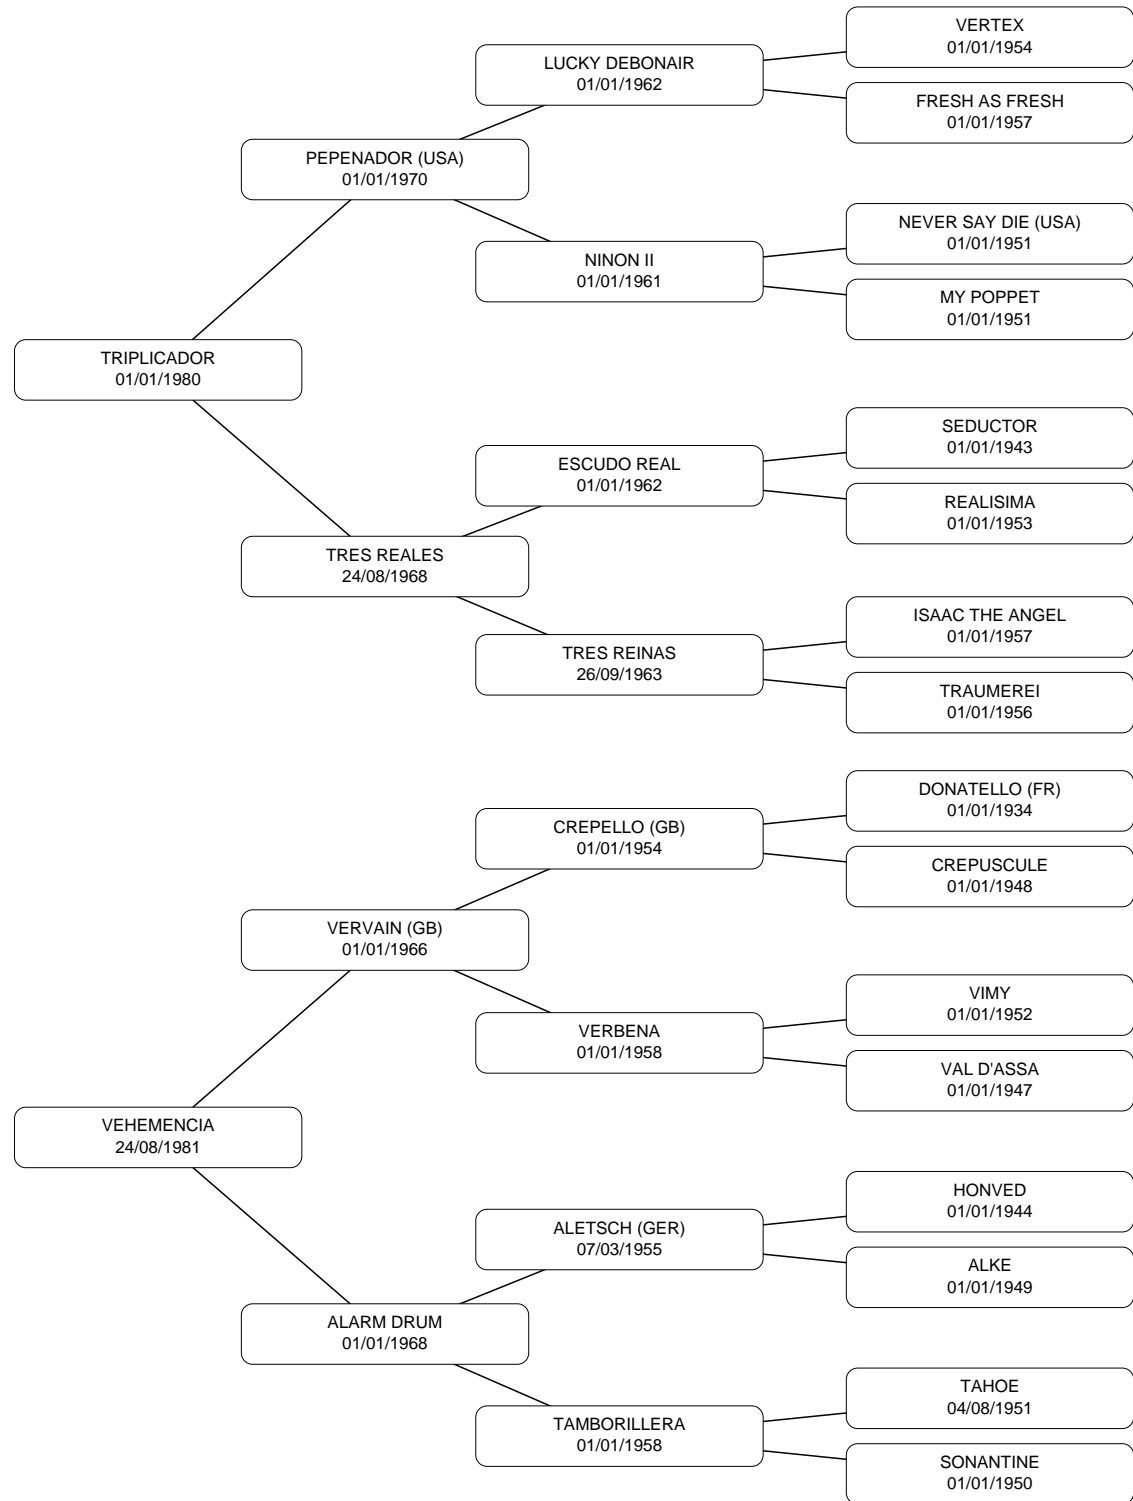 VERTEX
01/01/1954
LUCKY DEBONAIR
01/01/1962
FRESH AS FRESH
01/01/1957
PEPENADOR (USA)
01/01/1970
NEVER SAY DIE (USA)
01/01/1951
NINON II
01/01/1961
MY POPPET
01/01/1951
TRIPLICADOR
01/01/1980
SEDUCTOR
01/01/1943
ESCUDO REAL
01/01/1962
REALISIMA
01/01/1953
TRES REALES
24/08/1968
ISAAC THE ANGEL
01/01/1957
TRES REINAS
26/09/1963
TRAUMEREI
01/01/1956
DONATELLO (FR)
01/01/1934
CREPELLO (GB)
01/01/1954
CREPUSCULE
01/01/1948
VERVAIN (GB)
01/01/1966
VIMY
01/01/1952
VERBENA
01/01/1958
VAL D'ASSA
01/01/1947
VEHEMENCIA
24/08/1981
HONVED
01/01/1944
ALETSCH (GER)
07/03/1955
ALKE
01/01/1949
ALARM DRUM
01/01/1968
TAHOE
04/08/1951
TAMBORILLERA
01/01/1958
SONANTINE
01/01/1950